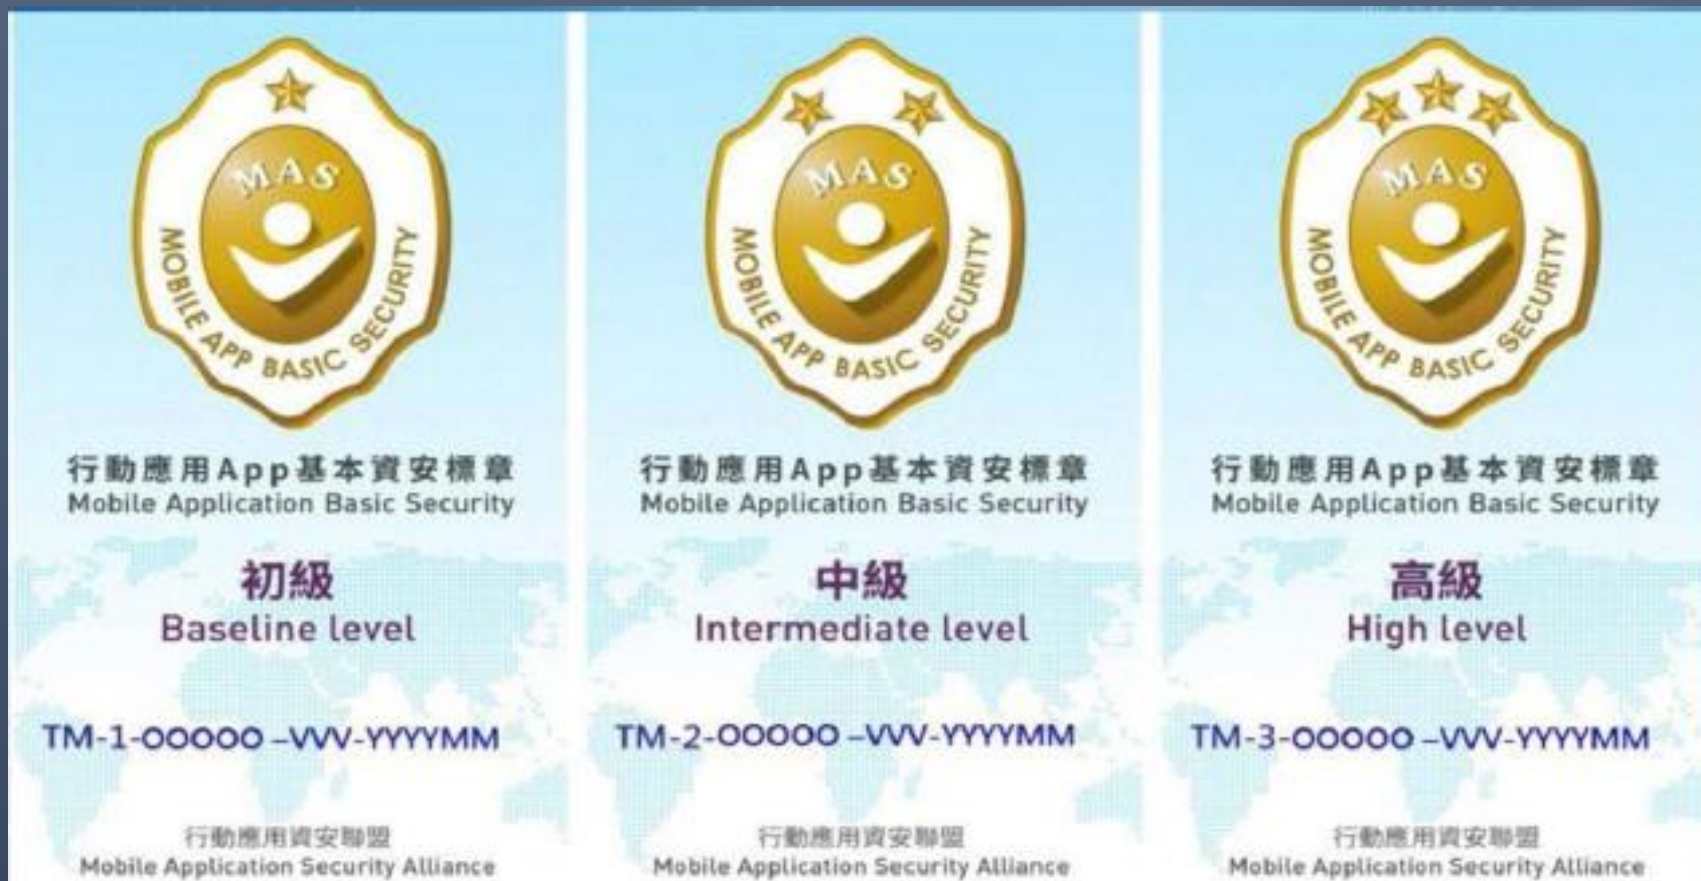 MAS
MOBILE APP BASIC SECURITY
行動應用App基本資安標章
Mobile Application Basic Security
初級
Baseline level
TM-1-OOOOO-VVV-YYYYMM
行動應用資安聯盟
Mobile Application Security Alliance
MAS
MOBILE APP BASIC SECURITY
行動應用App基本資安標章
Mobile Application Basic Security
中級
Intermediate level
TM-2-OOOOO-VVV-YYYYMM
行動應用資安聯盟
Mobile Application Security Alliance
MAS
MOBILE APP BASIC SECURITY
行動應用App基本資安標章
Mobile Application Basic Security
高級
High level
TM-3-OOOOO-VVV-YYYYMM
行動應用資安聯盟
Mobile Application Security Alliance